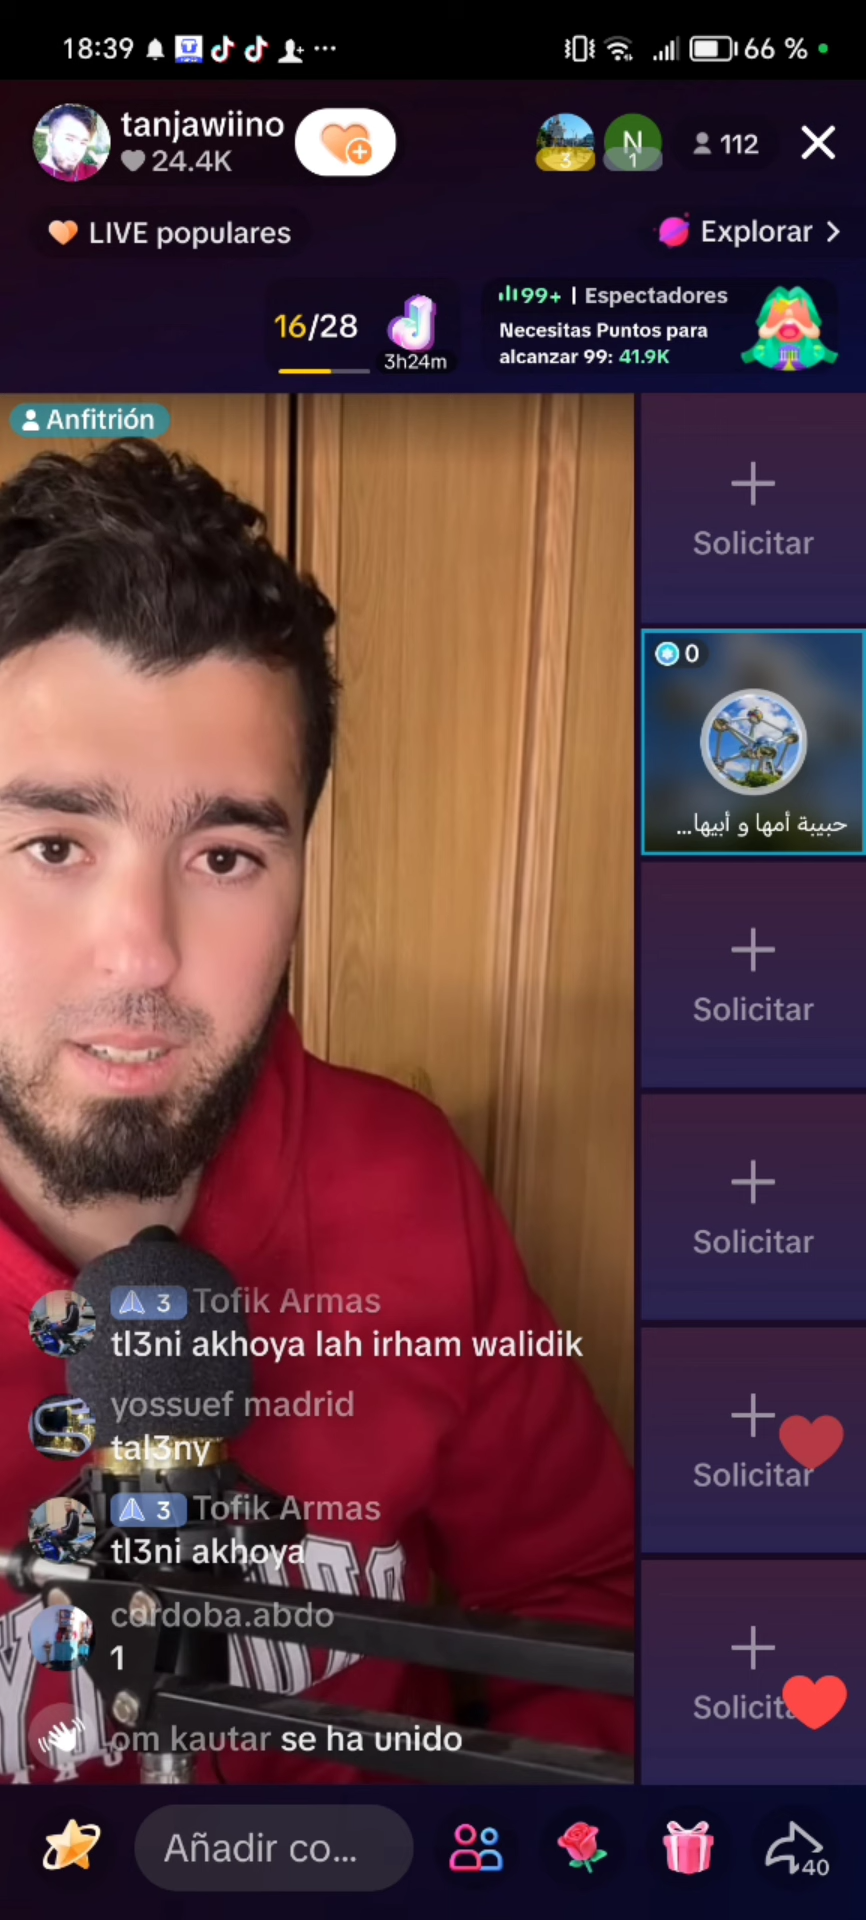 18:39
66 %
tanjawiino
24.4K
3
N
1
112
LIVE populares
Explorar
16/28
3h24m
99+ | Espectadores
Necesitas Puntos para
alcanzar 99: 41.9K
Anfitrión
Solicitar
0
حبيبة أمها و أبيها...
Solicitar
Solicitar
Solicitar
Solicit
3 Tofik Armas
tl3ni akhoya lah irham walidik
yossuef madrid
tal3ny
3 Tofik Armas
tl3ni akhoya
cordoba.abdo
1
om kautar se ha unido
Añadir co...
40